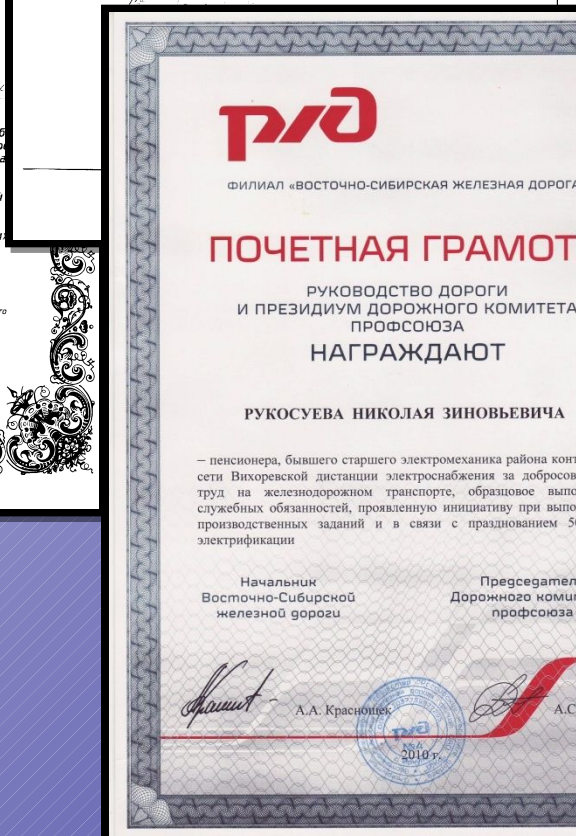 РЖД
ФИЛИАЛ «ВОСТОЧНО-СИБИРСКАЯ ЖЕЛЕЗНАЯ ДОРОГА
ПОЧЕТНАЯ ГРАМОТ
РУКОВОДСТВО ДОРОГИ
И ПРЕЗИДИУМ ДОРОЖНОГО КОМИТЕТА
ПРОФСОЮЗА
НАГРАЖДАЮТ
РУКОСУЕВА НИКОЛАЯ ЗИНОВЬЕВИЧА
– пенсионера, бывшего старшего электромеханика района конт
сети Вихоревской дистанции электроснабжения за добросов
труд на железнодорожном транспорте, образцовое выпо
служебных обязанностей, проявленную инициативу при выпо
производственных заданий и в связи с празднованием 5
электрификации
Начальник
Восточно-Сибирской
железной дороги
Председател
Дорожного коми
профсоюза
А.А. Краснощек
А.С
2010 г.